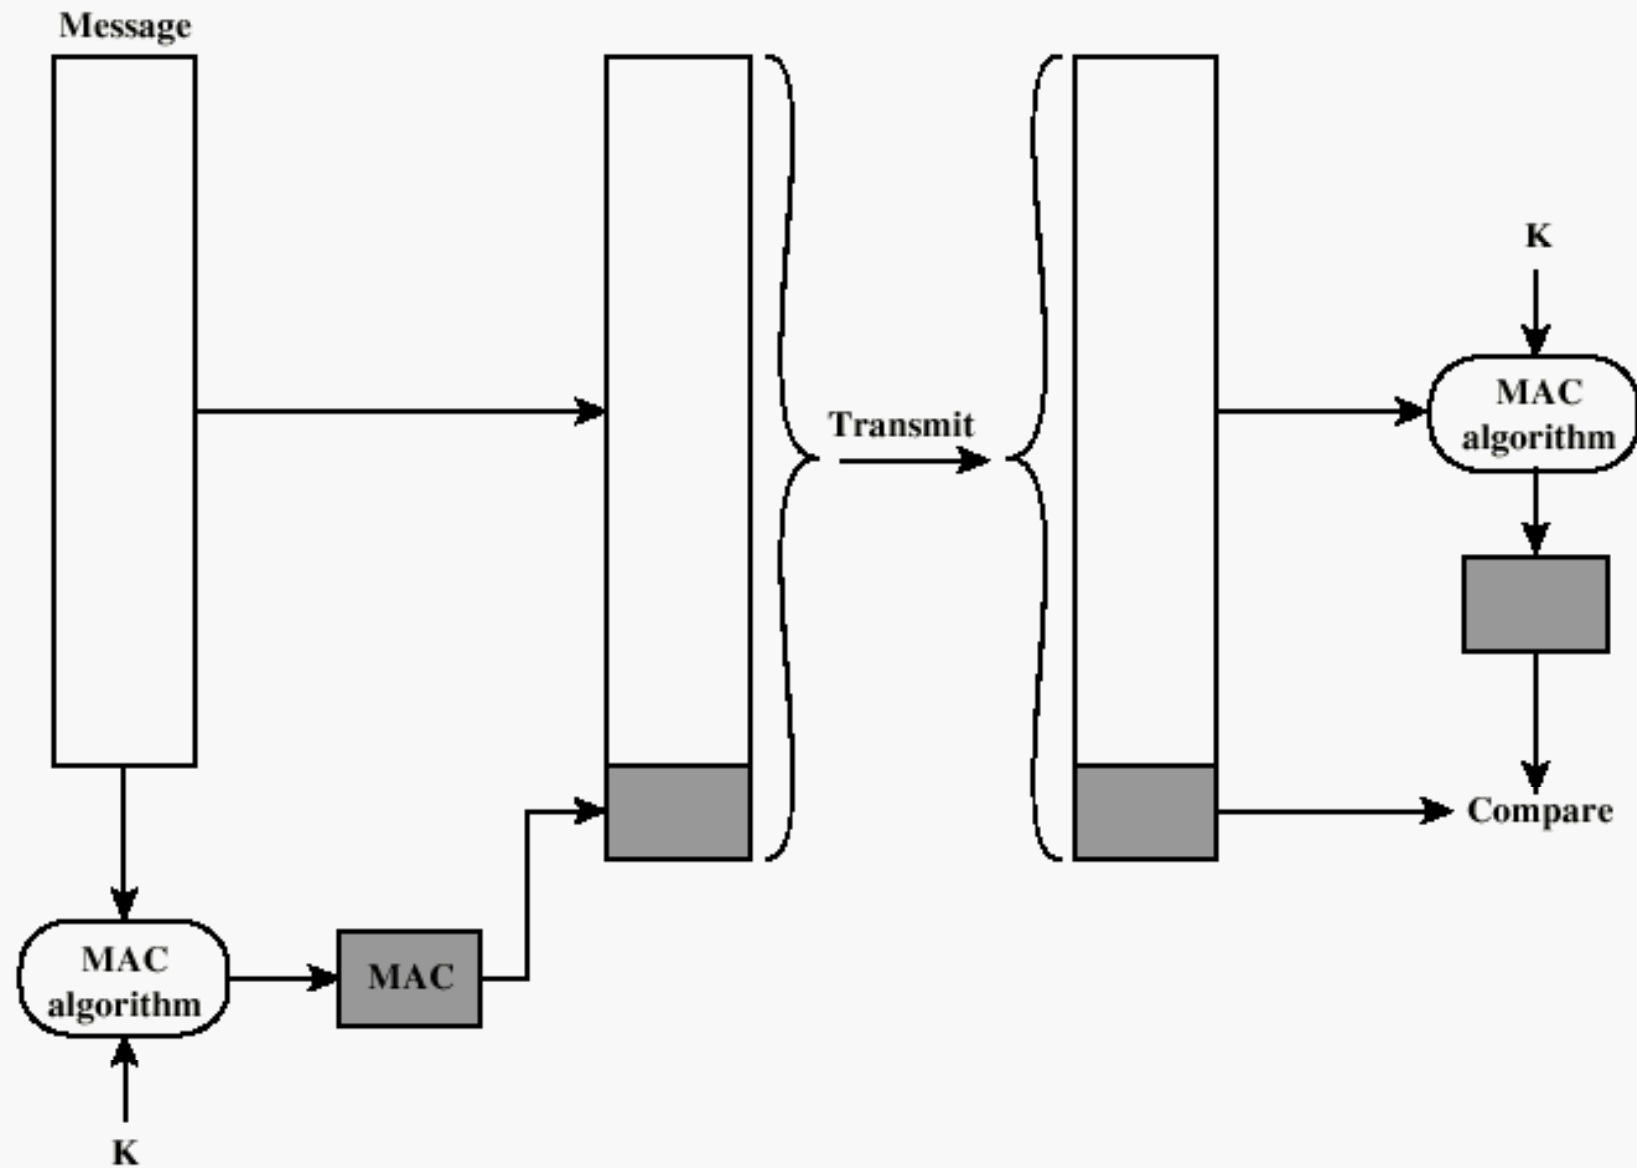 Message
K
Transmit
MAC
algorithm
Compare
MAC
algorithm
MAC
K